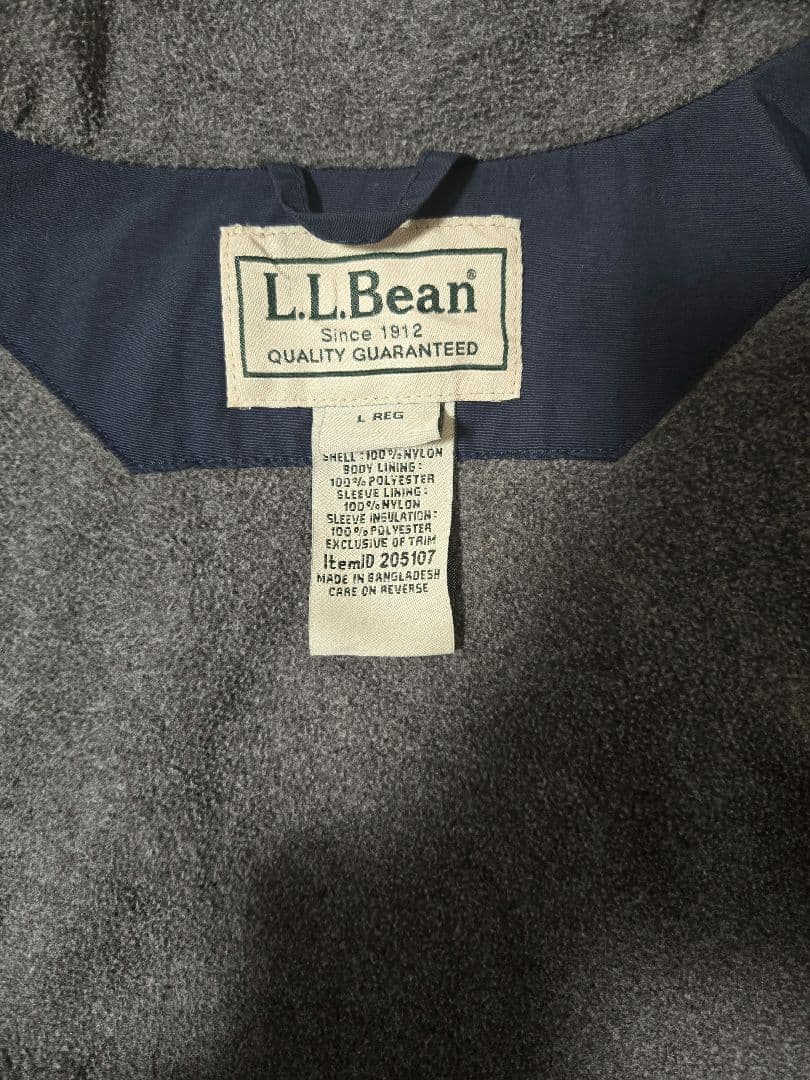 L.L.Bean®
Since 1912
QUALITY GUARANTEED
L REG
SHELL:100%NYLON
BODY LINING:
100%POLYESTER
SLEEVE LINING:
100%NYLON
SLEEVE INSULATION:
100%POLYESTER
EXCLUSIVE OF TRIM
ItemID 205107
MADE IN BANGLADESH
CARE ON REVERSE